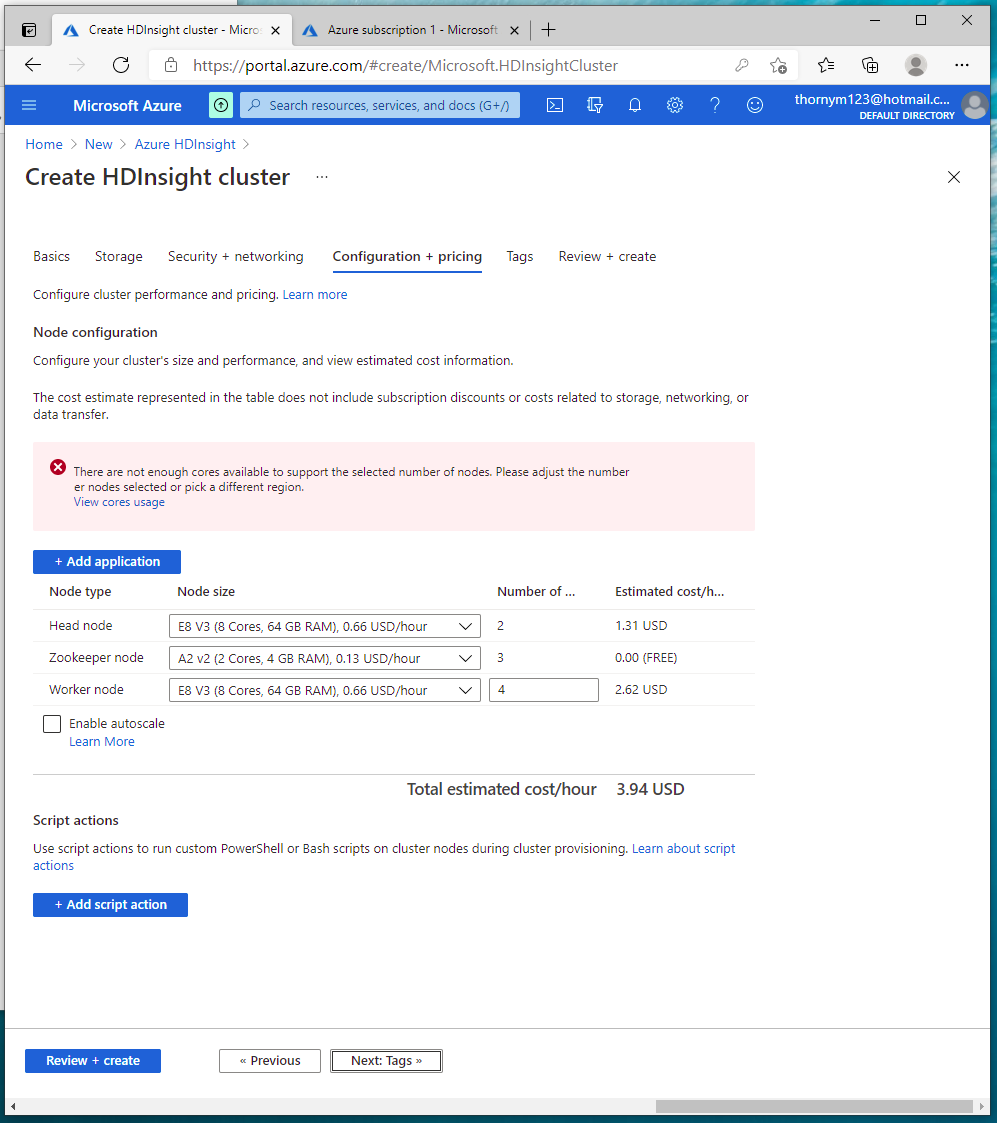 Create HDInsight cluster - Micros
Azure subscription 1 - Microsoft
https://portal.azure.com/#create/Microsoft.HDInsightCluster
Microsoft Azure
Search resources, services, and docs (G+/)
thornym123@hotmail.c...
DEFAULT DIRECTORY
Home > New > Azure HDInsight >
Create HDInsight cluster ...
Basics Storage Security + networking Configuration + pricing Tags Review + create
Configure cluster performance and pricing. Learn more
Node configuration
Configure your cluster's size and performance, and view estimated cost information.
The cost estimate represented in the table does not include subscription discounts or costs related to storage, networking, or
data transfer.
There are not enough cores available to support the selected number of nodes. Please adjust the number
er nodes selected or pick a different region.
View cores usage
+ Add application
Node type Node size Number of ... Estimated cost/h...
Head node E8 V3 (8 Cores, 64 GB RAM), 0.66 USD/hour 2 1.31 USD
Zookeeper node A2 v2 (2 Cores, 4 GB RAM), 0.13 USD/hour 3 0.00 (FREE)
Worker node E8 V3 (8 Cores, 64 GB RAM), 0.66 USD/hour 4 2.62 USD
Enable autoscale
Learn More
Total estimated cost/hour 3.94 USD
Script actions
Use script actions to run custom PowerShell or Bash scripts on cluster nodes during cluster provisioning. Learn about script
actions
+ Add script action
Review + create « Previous Next: Tags »